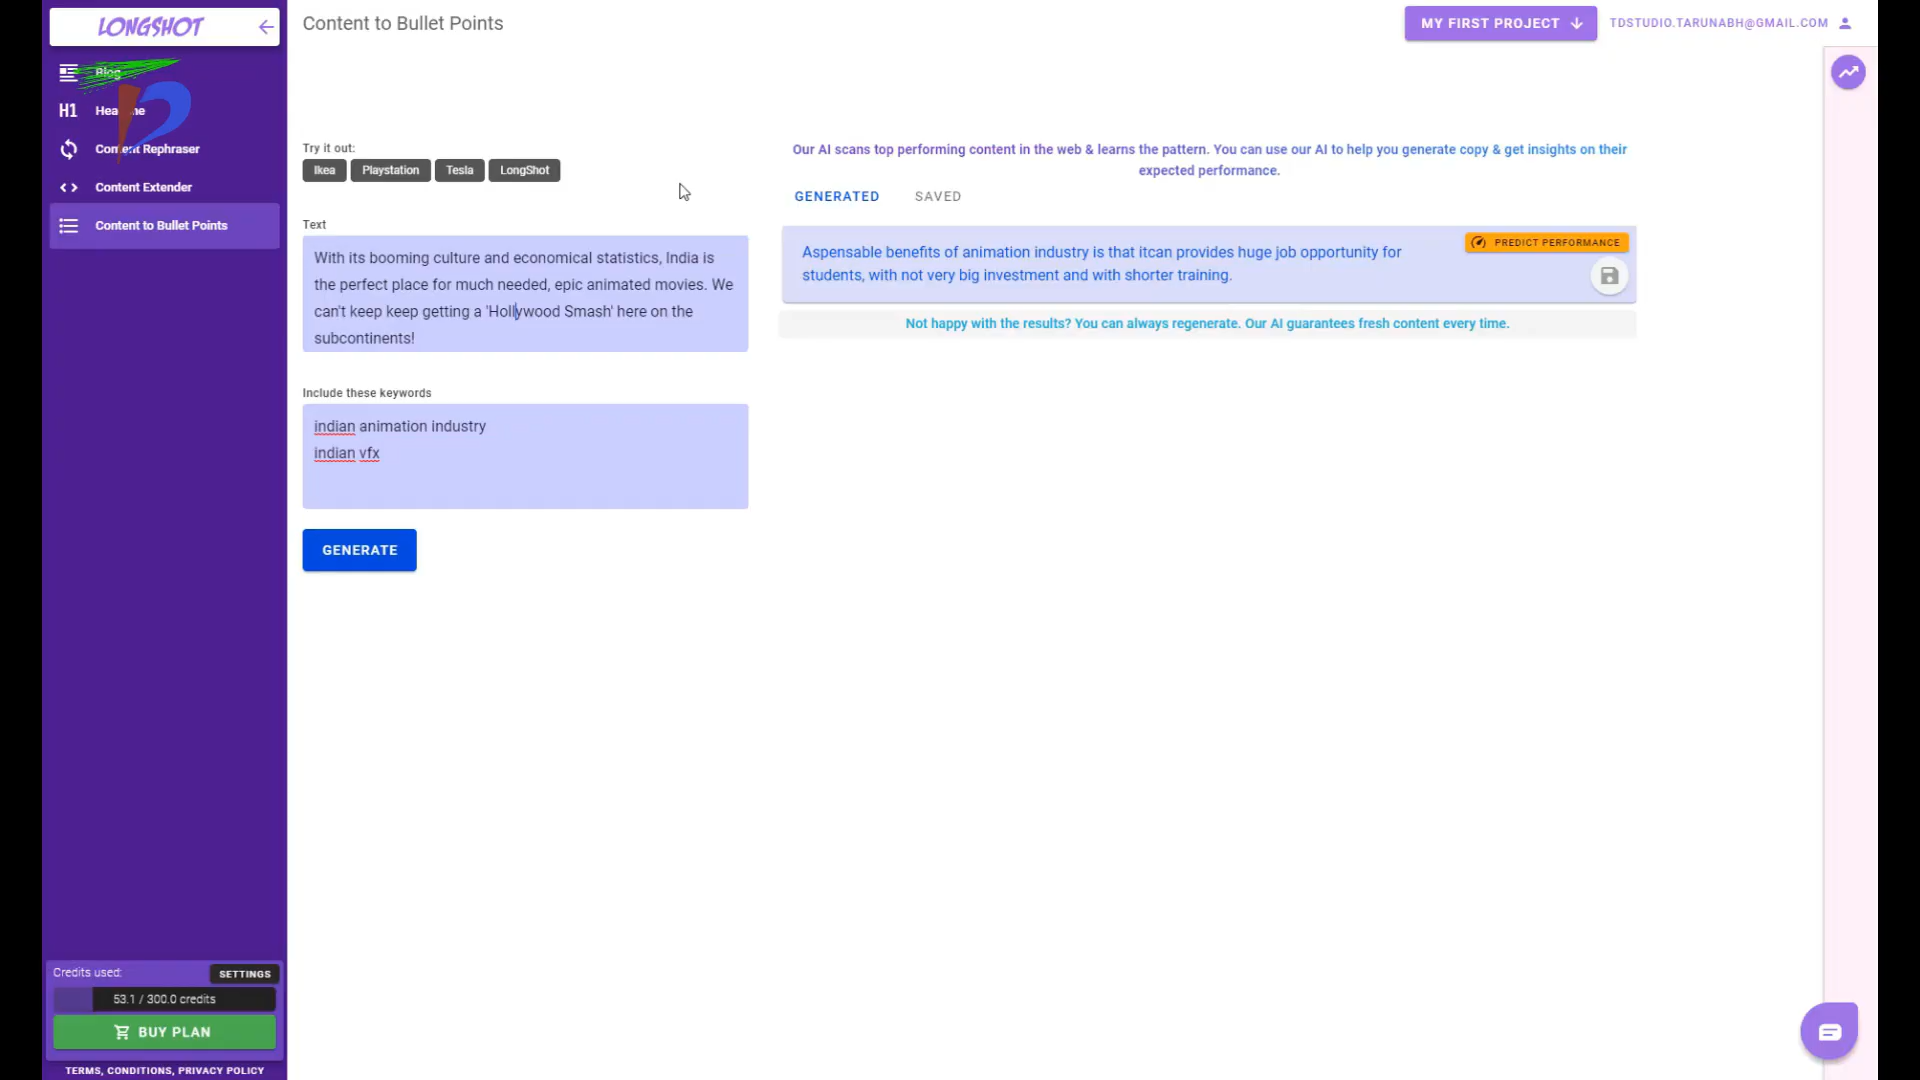 LONGSHOT
Content to Bullet Points
MY FIRST PROJECT
TDSTUDIO.TARUNABH@GMAIL.COM
Blog
H1 Headline
Content Rephraser
Content Extender
Content to Bullet Points
Try it out:
Ikea Playstation Tesla LongShot
Text
With its booming culture and economical statistics, India is
the perfect place for much needed, epic animated movies. We
can't keep keep getting a 'Hollywood Smash' here on the
subcontinents!
Include these keywords
indian animation industry
indian vfx
GENERATE
Our AI scans top performing content in the web & learns the pattern. You can use our AI to help you generate copy & get insights on their
expected performance.
GENERATED SAVED
Aspensable benefits of animation industry is that itcan provides huge job opportunity for
students, with not very big investment and with shorter training.
PREDICT PERFORMANCE
Not happy with the results? You can always regenerate. Our AI guarantees fresh content every time.
Credits used:
SETTINGS
53.1 / 300.0 credits
BUY PLAN
TERMS, CONDITIONS, PRIVACY POLICY